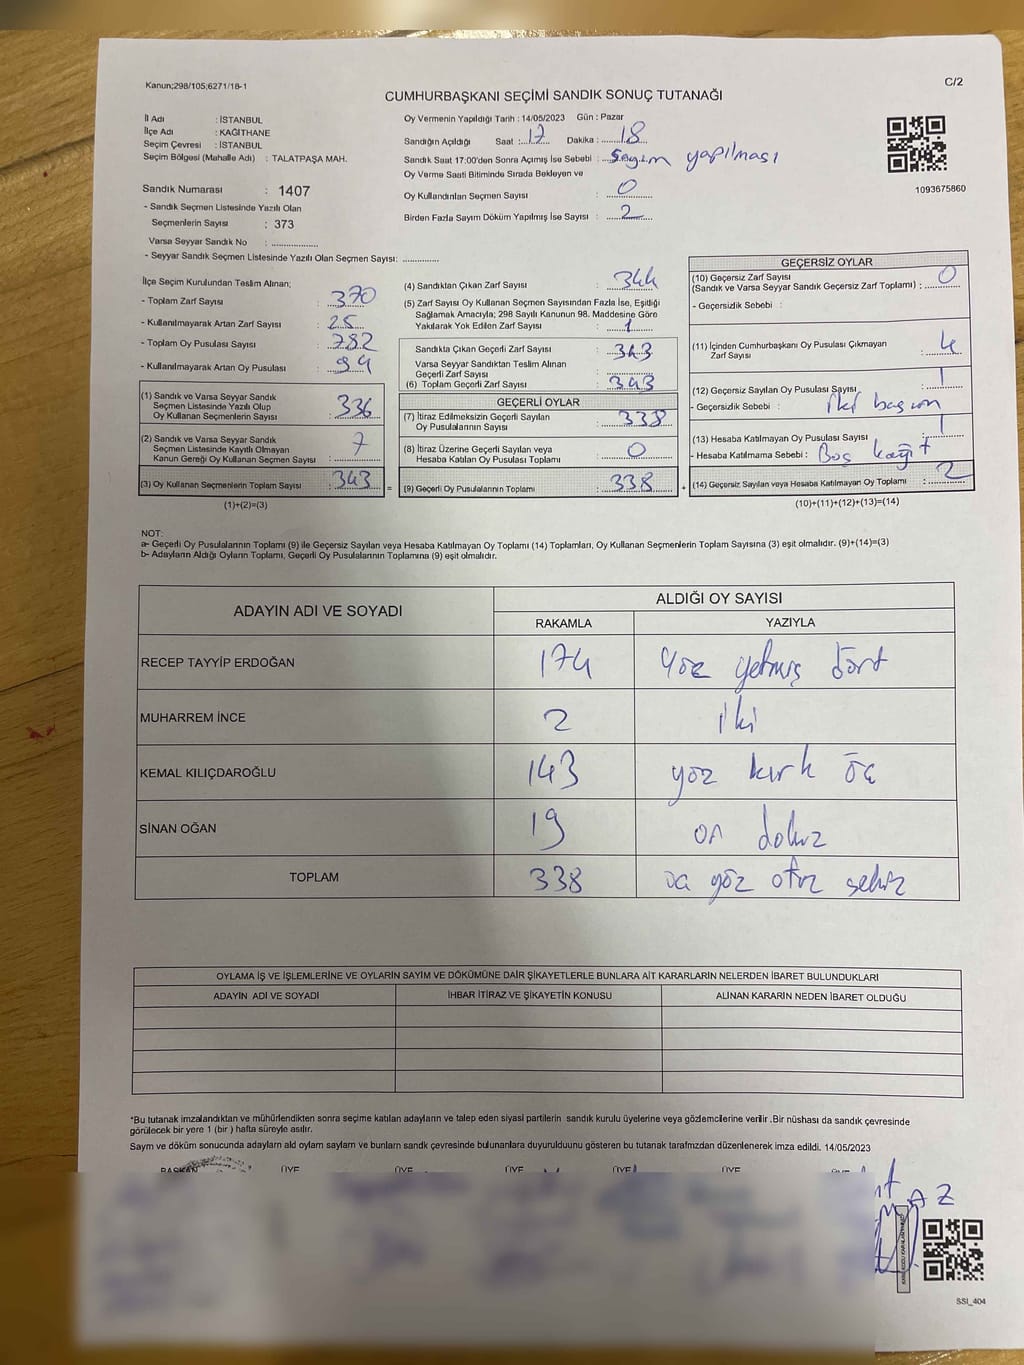 Kanun;298/105;6271/18-1
C/2
CUMHURBAŞKANI SEÇİMİ SANDIK SONUÇ TUTANAĞI
İl Adı : İSTANBUL
İlçe Adı : KAĞITHANE
Seçim Çevresi : İSTANBUL
Seçim Bölgesi (Mahalle Adı) : TALATPAŞA MAH.
Sandık Numarası : 1407
- Sandık Seçmen Listesinde Yazılı Olan
Seçmenlerin Sayısı : 373
Varsa Seyyar Sandık No : ................
- Seyyar Sandık Seçmen Listesinde Yazılı Olan Seçmen Sayısı: .............
Oy Vermenin Yapıldığı Tarih : 14/05/2023 Gün : Pazar
Sandığın Açıldığı Saat : 17 Dakika : 18
Sandık Saat 17:00'den Sonra Açımış İse Sebebi : Sayım yapılması
Oy Verme Saati Bitiminde Sırada Bekleyen ve
Oy Kullandırılan Seçmen Sayısı : 0
Birden Fazla Sayım Döküm Yapılmış İse Sayısı : 2
1093675860
İlçe Seçim Kurulundan Teslim Alınan;
- Toplam Zarf Sayısı : 370
- Kullanılmayarak Artan Zarf Sayısı : 25
- Toplam Oy Pusulası Sayısı : 382
- Kullanılmayarak Artan Oy Pusulası : 94
(1) Sandık ve Varsa Seyyar Sandık
Seçmen Listesinde Yazılı Olup
Oy Kullanan Seçmenlerin Sayısı : 336
(2) Sandık ve Varsa Seyyar Sandık
Seçmen Listesinde Kayıtlı Olmayan
Kanun Gereği Oy Kullanan Seçmen Sayısı : 7
(3) Oy Kullanan Seçmenlerin Toplam Sayısı : 343
(1)+(2)=(3)
(4) Sandıktan Çıkan Zarf Sayısı : 344
(5) Zarf Sayısı Oy Kullanan Seçmen Sayısından Fazla İse, Eşidiği
Sağlamak Amacıyla; 298 Sayılı Kanunun 98. Maddesine Göre
Yakılarak Yok Edilen Zarf Sayısı : 1
Sandıkta Çıkan Geçerli Zarf Sayısı : 343
Varsa Seyyar Sandıktan Teslim Alınan
Geçerli Zarf Sayısı
(6) Toplam Geçerli Zarf Sayısı : 343
GEÇERLİ OYLAR
(7) İtiraz Edilmeksizin Geçerli Sayılan
Oy Pusulalarının Sayısı : 338
(8) İtiraz Üzerine Geçerli Sayılan veya
Hesaba Katılan Oy Pusulası Toplamı : 0
= (9) Geçerli Oy Pusulalarının Toplamı : 338 +
GEÇERSİZ OYLAR
(10) Geçersiz Zarf Sayısı
(Sandık ve Varsa Seyyar Sandık Geçersiz Zarf Toplamı) : 0
- Geçersizlik Sebebi :
(11) İçinden Cumhurbaşkanı Oy Pusulası Çıkmayan
Zarf Sayısı : 4
(12) Geçersiz Sayılan Oy Pusulası Sayısı : 1
- Geçersizlik Sebebi : iki basım
(13) Hesaba Katılmayan Oy Pusulası Sayısı : 1
- Hesaba Katılmama Sebebi : Boş kağıt
(14) Geçersiz Sayılan veya Hesaba Katılmayan Oy Toplamı : 2
(10)+(11)+(12)+(13)=(14)
NOT:
a- Geçerli Oy Pusulasının Toplamı (9) ile Geçersiz Sayılan veya Hesaba Katılmayan Oy Toplamı (14) Toplamları, Oy Kullanan Seçmenlerin Toplam Sayısına (3) eşit olmalıdır. (9)+(14)=(3)
b- Adayların Aldığı Oyların Toplamı, Geçerli Oy Pusulalarının Toplamına (9) eşit olmalıdır.
ADAYIN ADI VE SOYADI
ALDIĞI OY SAYISI
RAKAMLA YAZIYLA
RECEP TAYYİP ERDOĞAN 174 Yüz yetmiş dört
MUHARREM İNCE 2 iki
KEMAL KILIÇDAROĞLU 143 yüz kırk üç
SİNAN OĞAN 19 on dokuz
TOPLAM 338 üç yüz otuz sekiz
OYLAMA İŞ VE İŞLEMLERİNE VE OYLARIN SAYIM VE DÖKÜMÜNE DAİR ŞİKAYETLERLE BUNLARA AİT KARARLARIN NELERDEN İBARET BULUNDUKLARI
ADAYIN ADI VE SOYADI İHBAR İTİRAZ VE ŞİKAYETİN KONUSU ALINAN KARARIN NEDEN İBARET OLDUĞU
*Bu tutanak imzalandıktan ve mühürlendikten sonra seçime katılan adayların ve talep eden siyasi partilerin sandık kurulu üyelerine veya gözlemcilerine verilir .Bir nüshası da sandık çevresinde
görülecek bir yere 1 (bir ) hafta süreyle asılır.
Sayım ve döküm sonucunda adayların ald oyların sayların ve bunların sandk çevresinde bulunanlara duyurulduunu gösteren bu tutanak tarafmzdan düzenlenerek imza edildi. 14/05/2023
BAŞKAN ÜYE ÜYE ÜYE ÜYE ÜYE
SSI_404